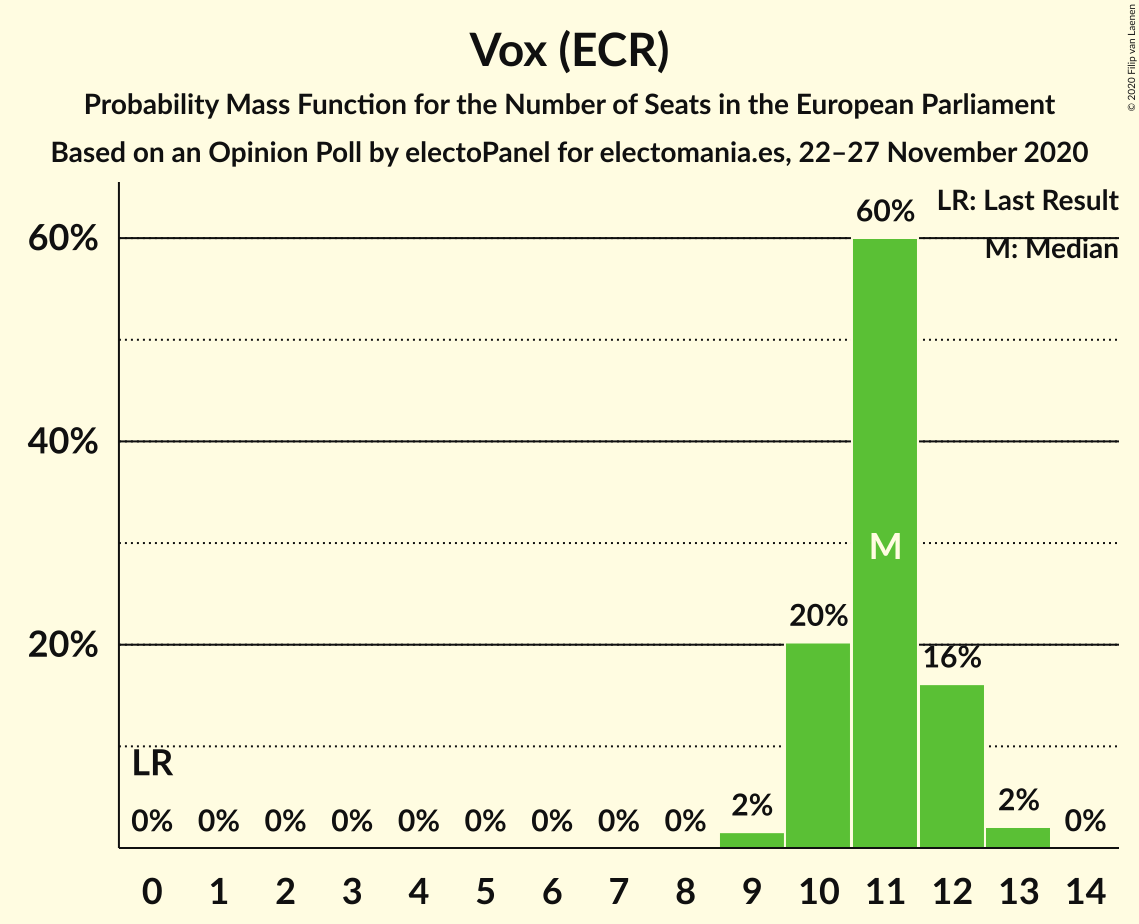 Vox (ECR)
Probability Mass Function for the Number of Seats in the European Parliament
Based on an Opinion Poll by electoPanel for electomania.es, 22–27 November 2020
© 2020 Filip van Laenen
LR: Last Result
M: Median
60%
40%
20%
LR
0% 0% 0% 0% 0% 0% 0% 0% 0% 2% 20% 60% 16% 2% 0%
M
0 1 2 3 4 5 6 7 8 9 10 11 12 13 14